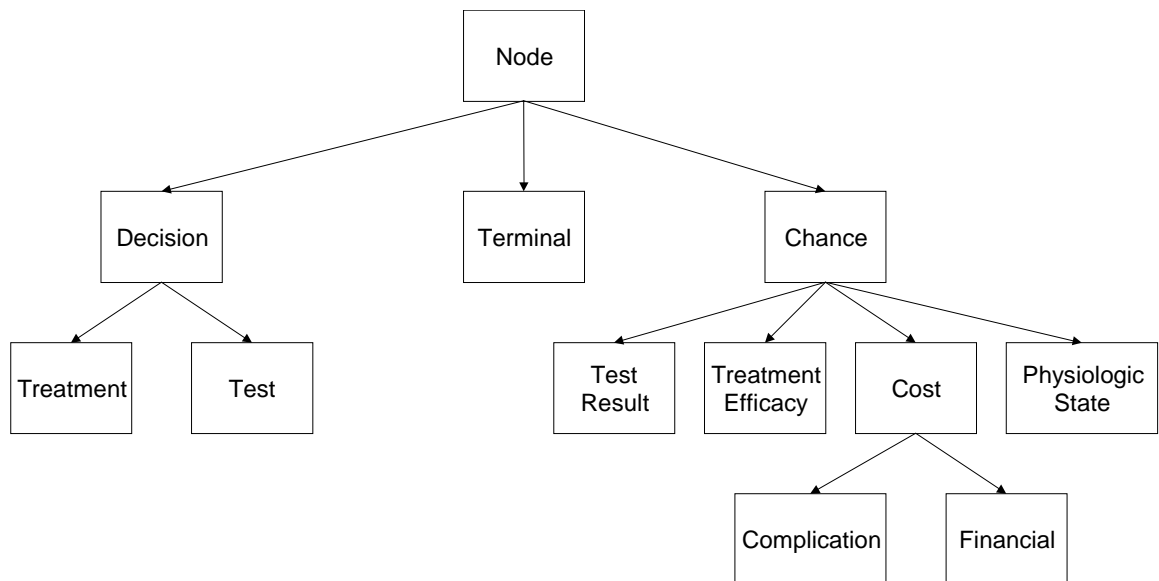 Node
Decision
Terminal
Chance
Treatment
Test
Test
Result
Treatment
Efficacy
Cost
Physiologic
State
Complication
Financial